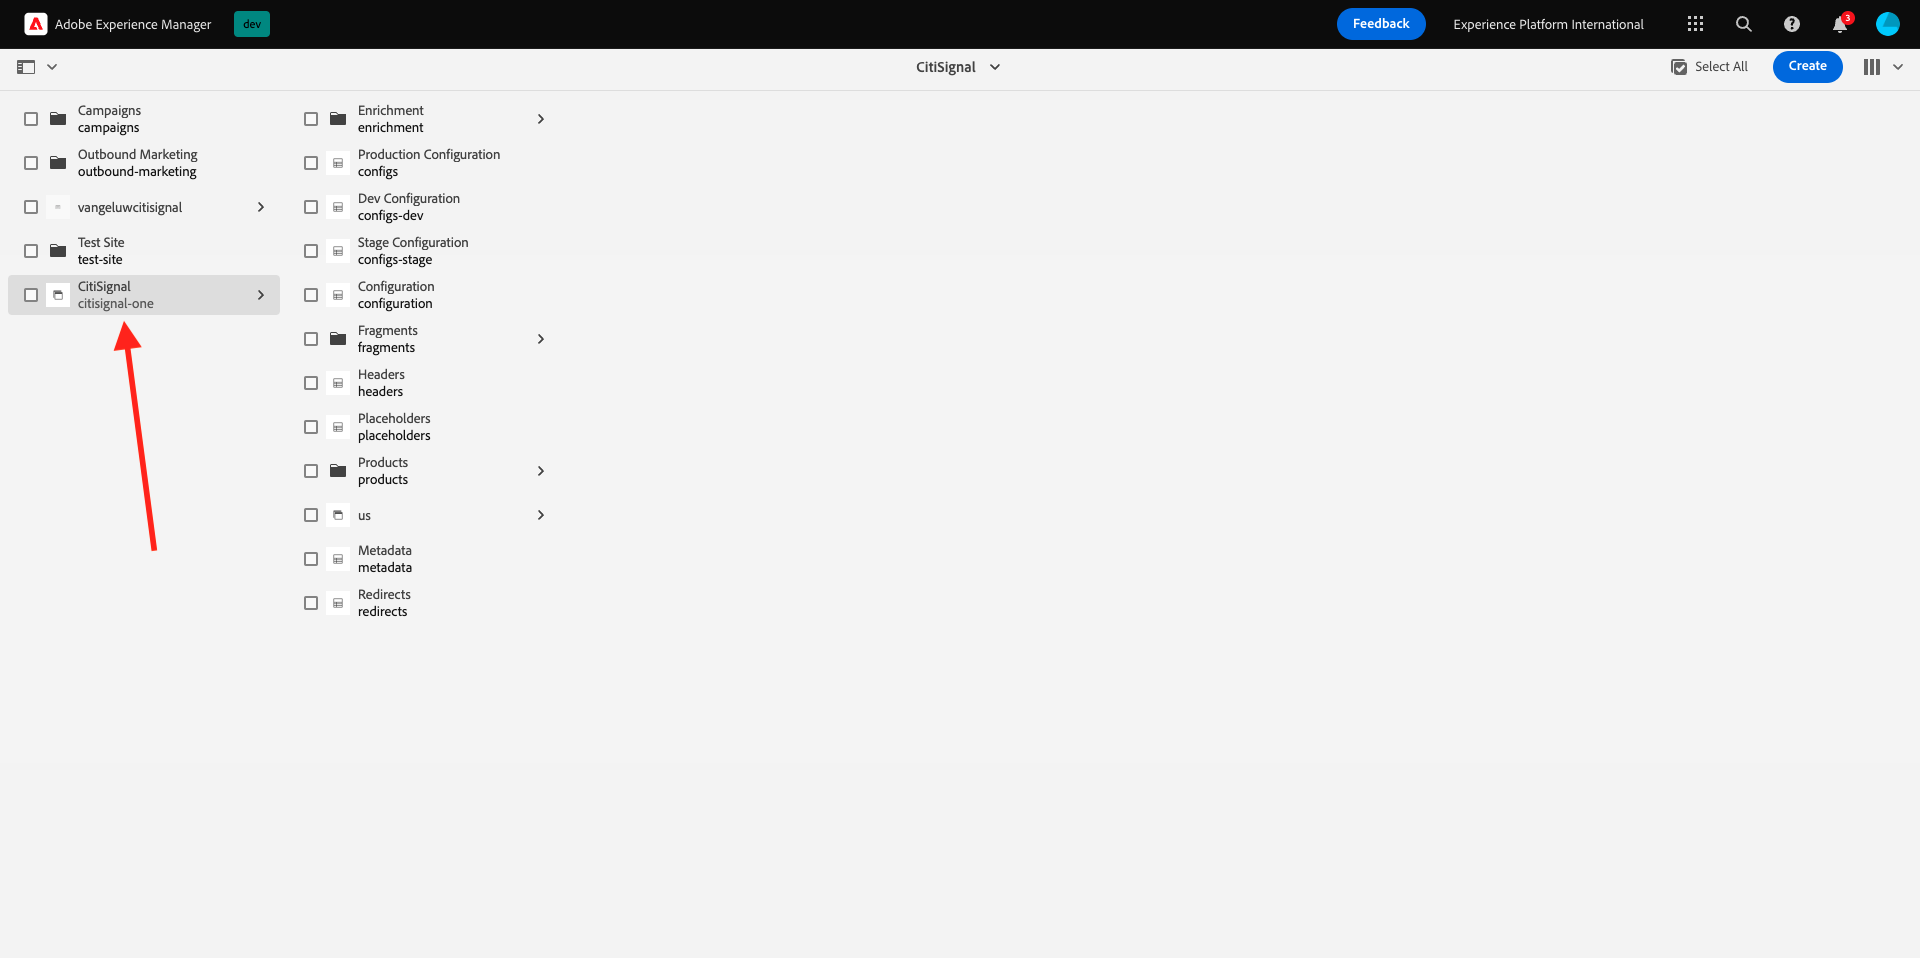 Adobe Experience Manager
dev
Feedback
Experience Platform International
3
CitiSignal
Select All
Create
Campaigns
campaigns
Outbound Marketing
outbound-marketing
vangeluwcitisignal
Test Site
test-site
CitiSignal
citisignal-one
Enrichment
enrichment
Production Configuration
configs
Dev Configuration
configs-dev
Stage Configuration
configs-stage
Configuration
configuration
Fragments
fragments
Headers
headers
Placeholders
placeholders
Products
products
us
Metadata
metadata
Redirects
redirects